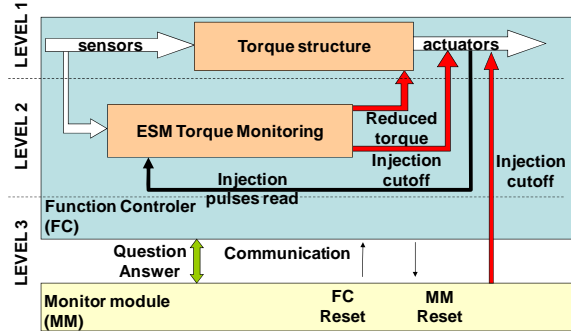 LEVEL 1
sensors
Torque structure
actuators
LEVEL 2
ESM Torque Monitoring
Reduced
torque
Injection
cutoff
Injection
cutoff
Injection
pulses read
Function Controler
(FC)
LEVEL 3
Question
Answer
Communication
Monitor module
(MM)
FC
Reset
MM
Reset